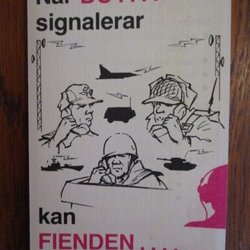 När
signalerar
kan
FIENDEN....